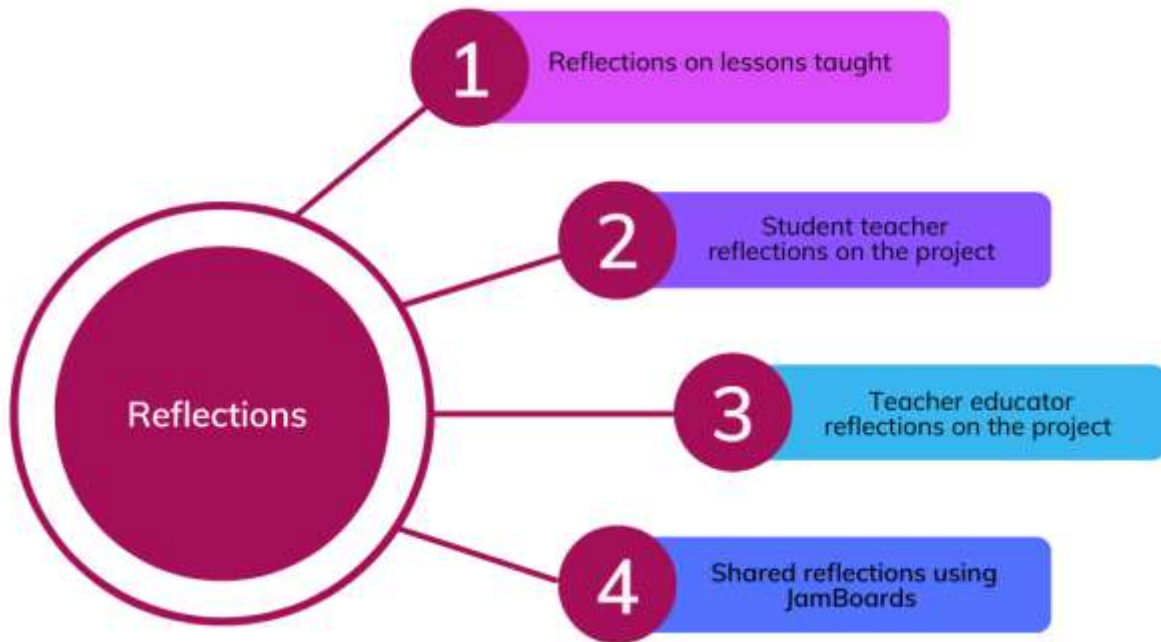 1
Reflections on lessons taught
2
Student teacher
reflections on the project
Reflections
3
Teacher educator
reflections on the project
4
Shared reflections using
JamBoards